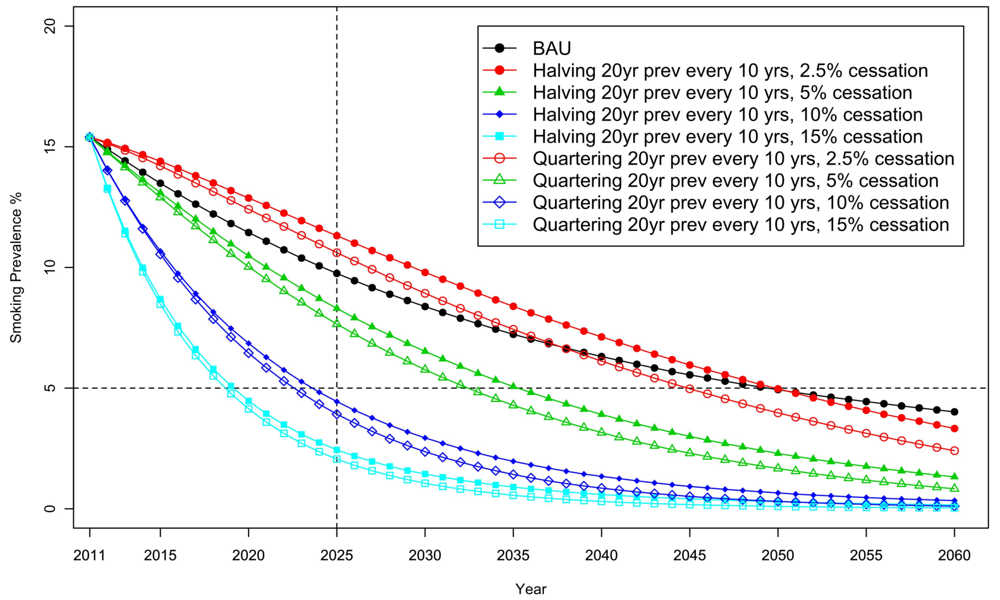 20
15
10
5
0
Smoking Prevalence %
BAU
Halving 20yr prev every 10 yrs, 2.5% cessation
Halving 20yr prev every 10 yrs, 5% cessation
Halving 20yr prev every 10 yrs, 10% cessation
Halving 20yr prev every 10 yrs, 15% cessation
Quartering 20yr prev every 10 yrs, 2.5% cessation
Quartering 20yr prev every 10 yrs, 5% cessation
Quartering 20yr prev every 10 yrs, 10% cessation
Quartering 20yr prev every 10 yrs, 15% cessation
2011 2015 2020 2025 2030 2035 2040 2045 2050 2055 2060
Year